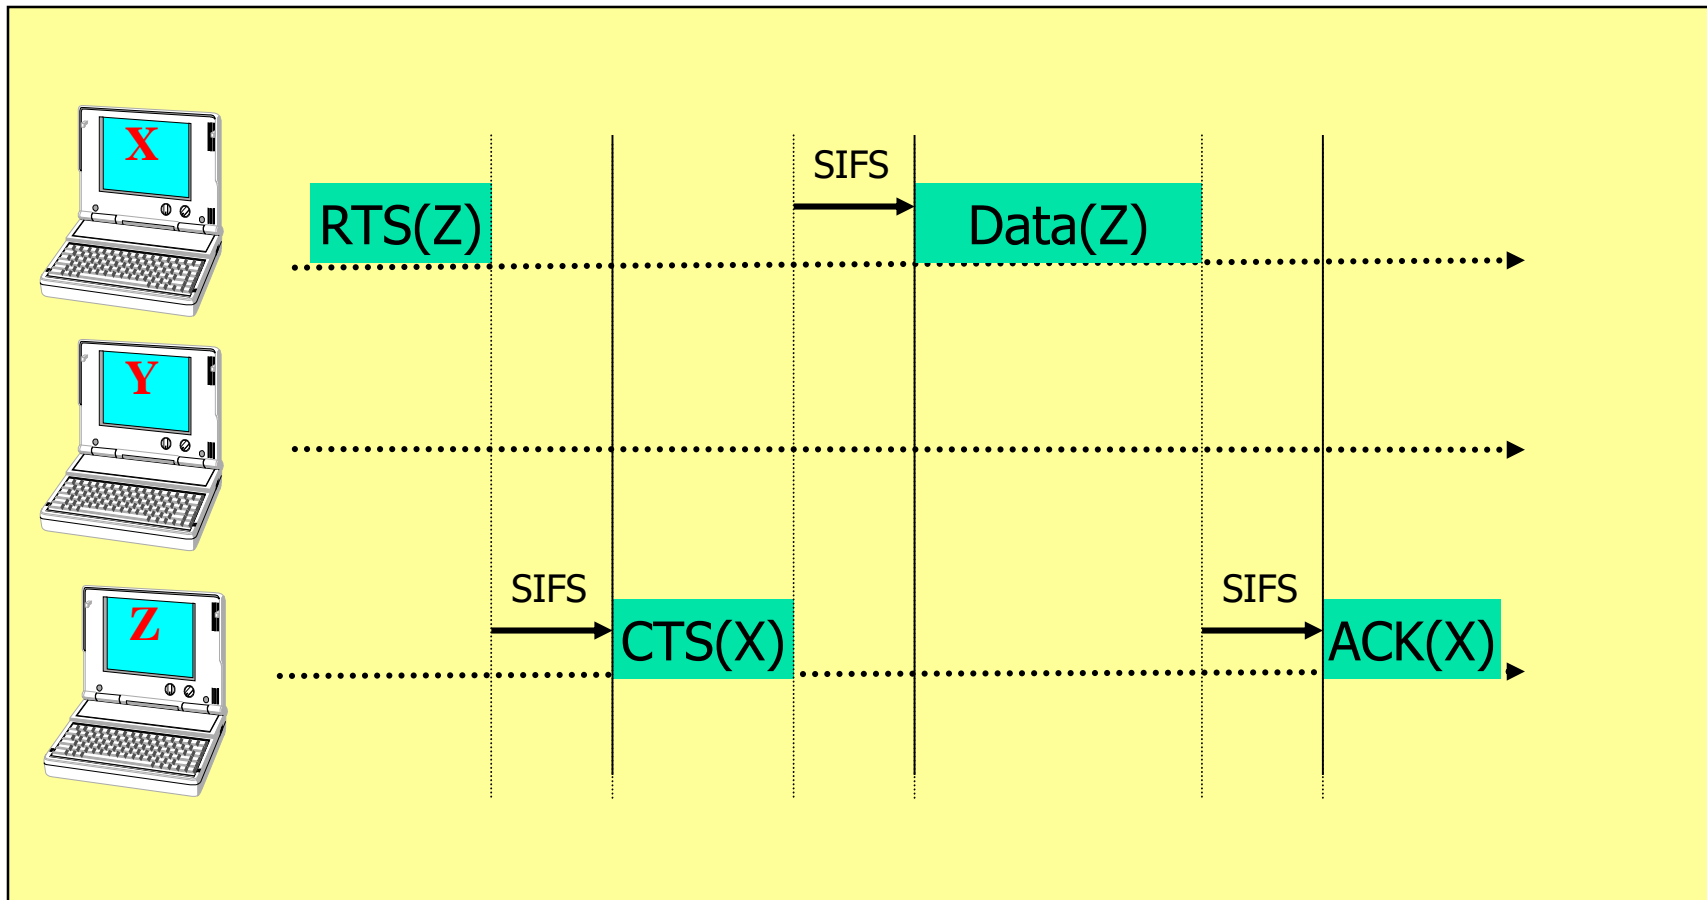 X
SIFS
RTS(Z)
Data(Z)
Y
SIFS
SIFS
Z
CTS(X)
ACK(X)